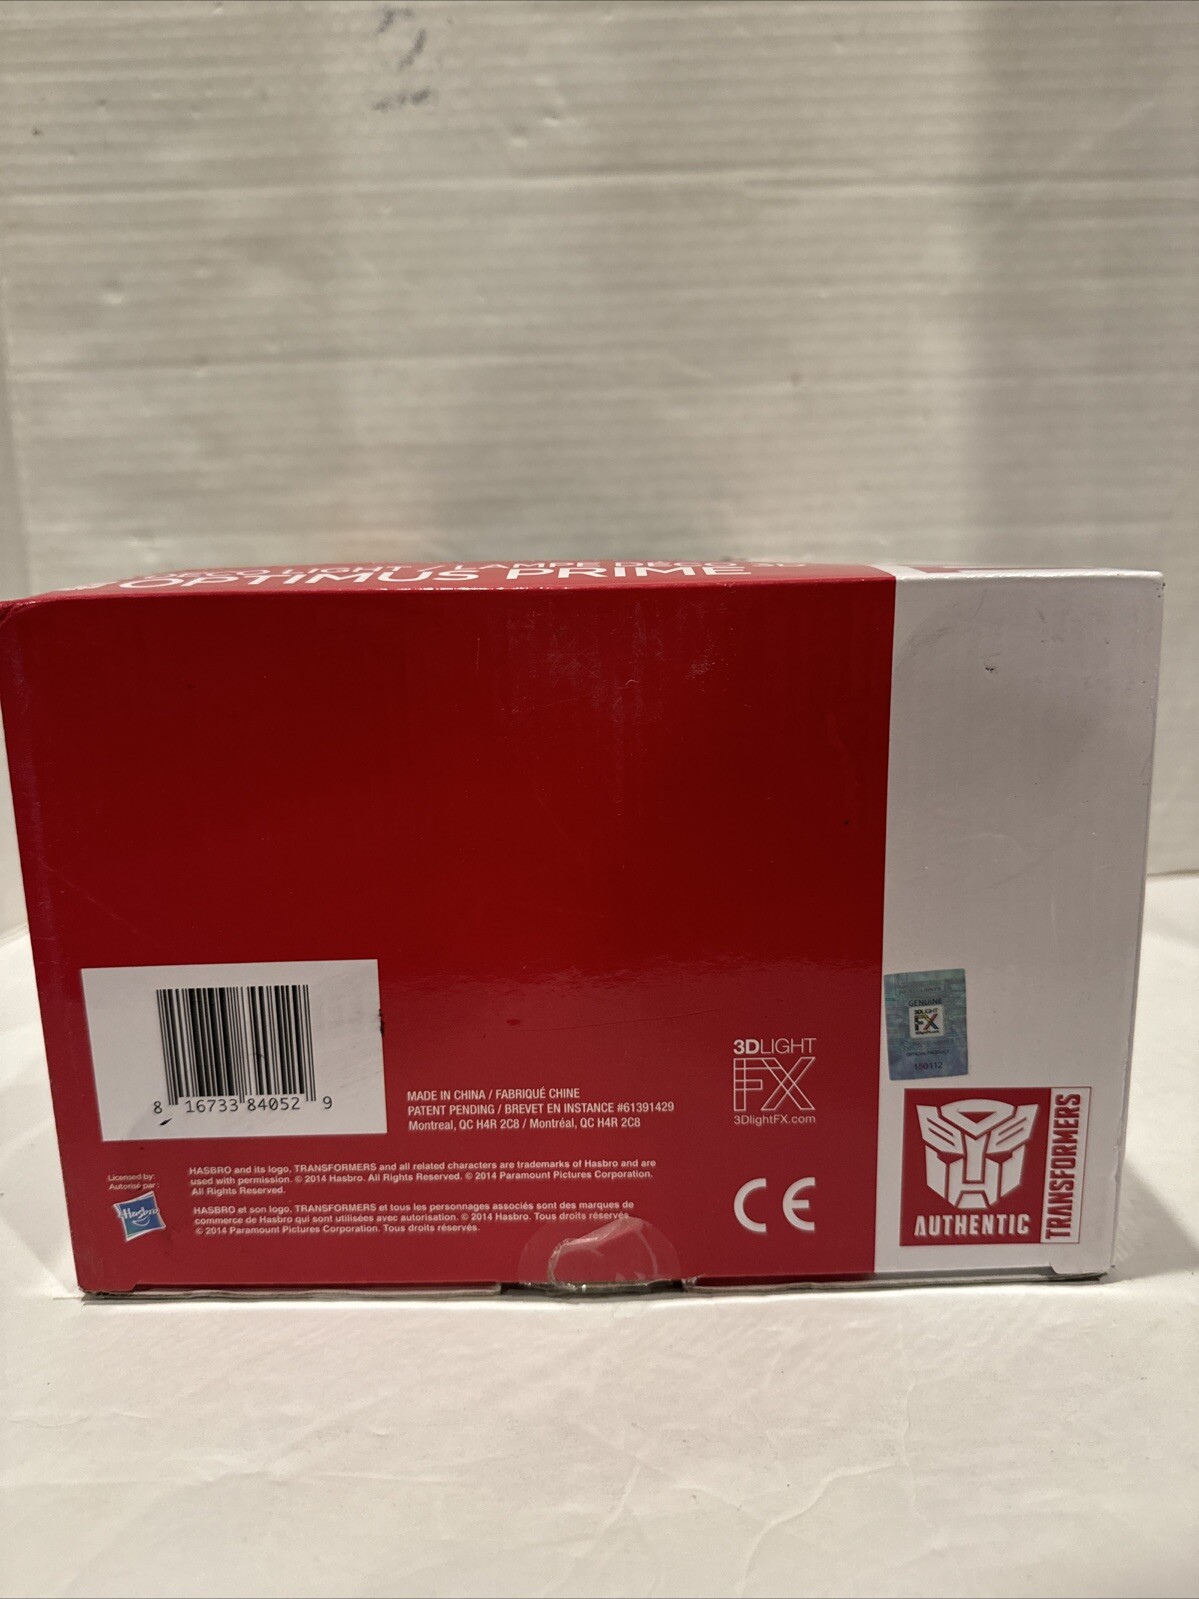 LIGHT / LAMPE DÉCO 3D
OPTIMUS PRIME
8 16733 84052 9
MADE IN CHINA / FABRIQUÉ CHINE
PATENT PENDING / BREVET EN INSTANCE #61391429
Montreal, QC H4R 2C8 / Montréal, QC H4R 2C8
3DLIGHT
FX
3DlightFX.com
GENUINE
3DLIGHT
FX
150112
Licensed by:
Autorisé par :
Hasbro
HASBRO and its logo, TRANSFORMERS and all related characters are trademarks of Hasbro and are
used with permission. © 2014 Hasbro. All Rights Reserved. © 2014 Paramount Pictures Corporation.
All Rights Reserved.
HASBRO et son logo, TRANSFORMERS et tous les personnages associés sont des marques de
commerce de Hasbro qui sont utilisées avec autorisation. © 2014 Hasbro. Tous droits réservés.
© 2014 Paramount Pictures Corporation. Tous droits réservés.
CE
AUTHENTIC
TRANSFORMERS